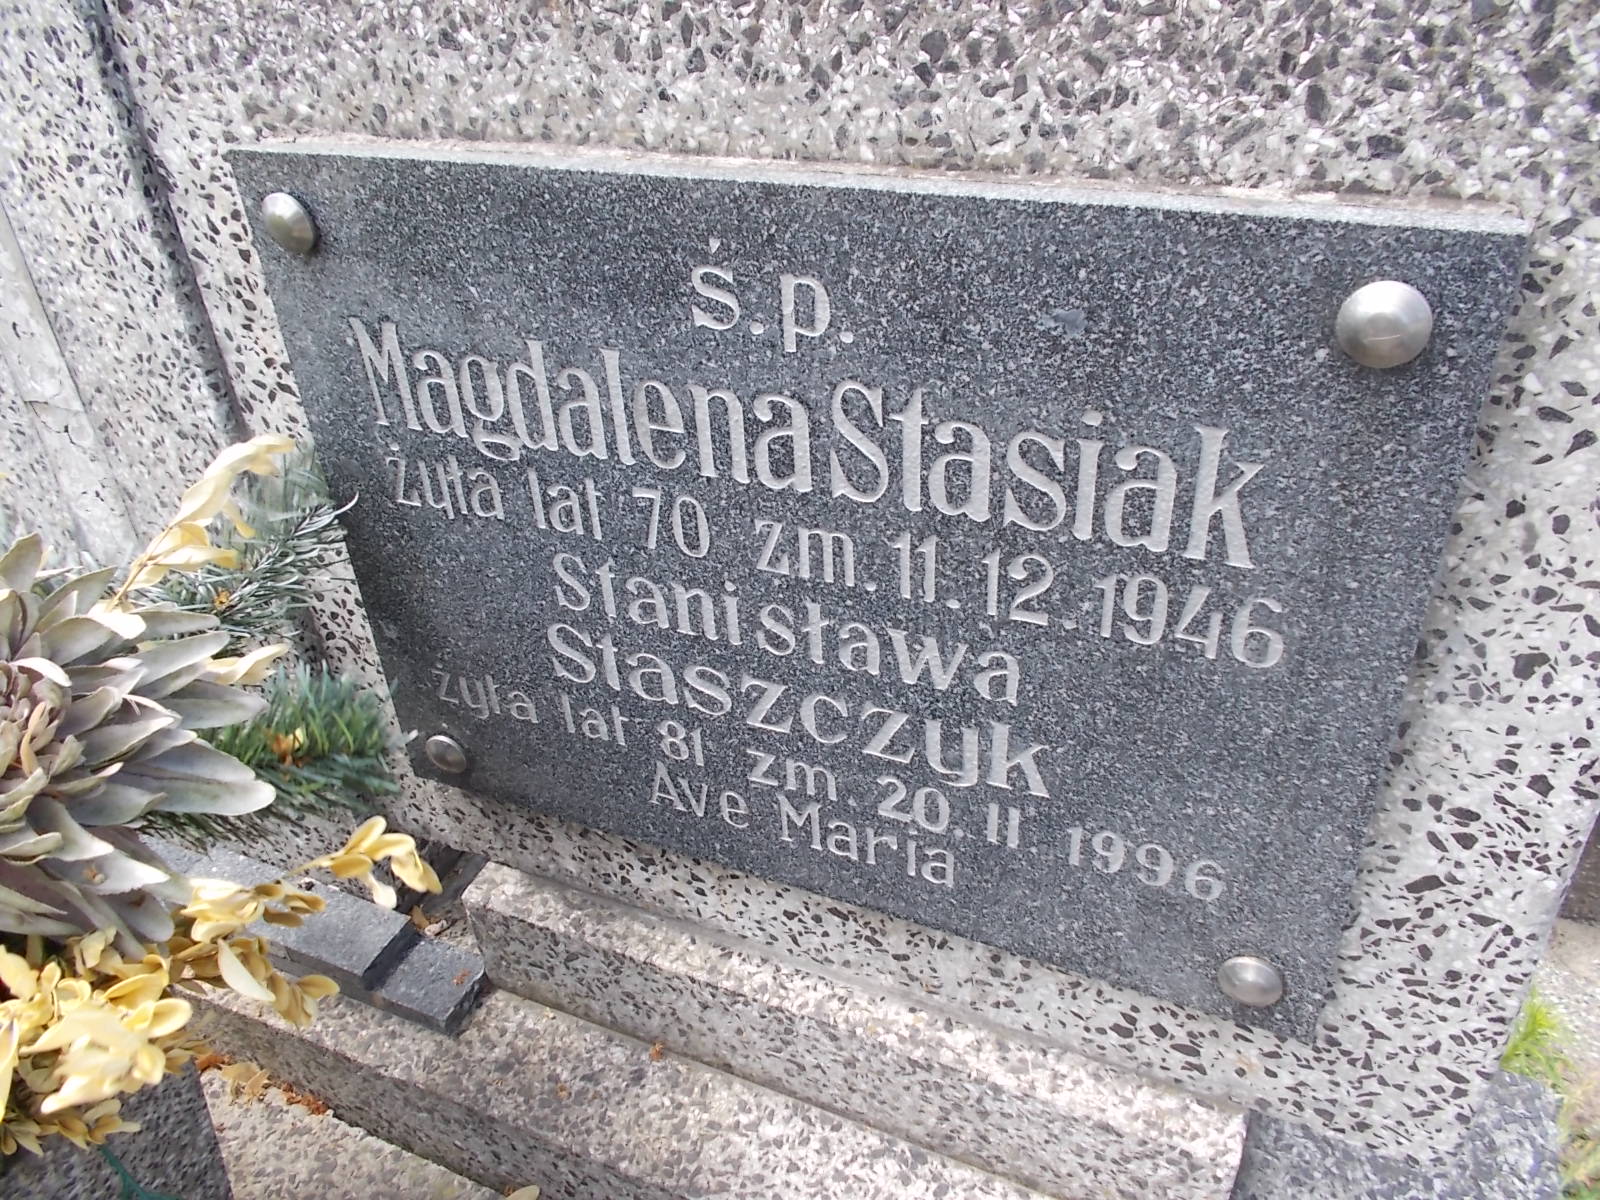 ś.p.
Magdalena Stasiak
żyła lat 70 zm. 11. 12. 1946
Stanisława
Staszczyk
żyła lat 81 zm. 20. 11. 1996
Ave Maria